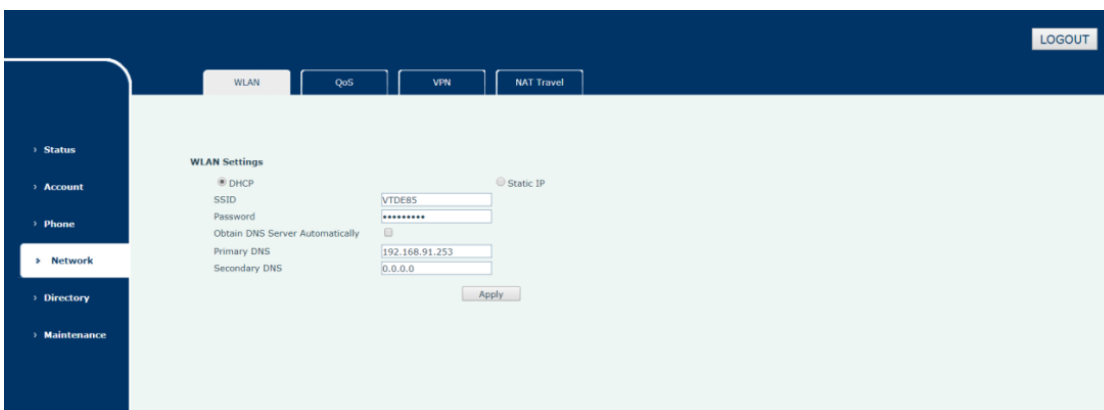 LOGOUT
WLAN QoS VPN NAT Travel
› Status
› Account
› Phone
› Network
› Directory
› Maintenance
WLAN Settings
DHCP Static IP
SSID VTDE85
Password •••••••••
Obtain DNS Server Automatically
Primary DNS 192.168.91.253
Secondary DNS 0.0.0.0
Apply